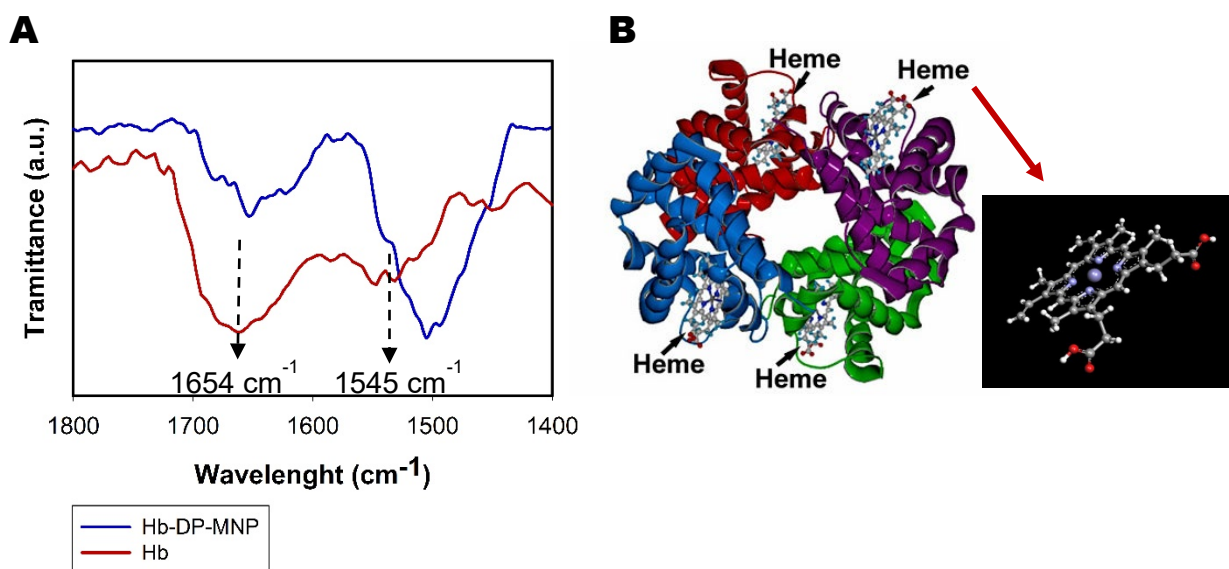 A
Tramittance (a.u.)
1654 cm-1
1545 cm-1
1800
1700
1600
1500
1400
Wavelenght (cm-1)
Hb-DP-MNP
Hb
B
Heme
Heme
Heme
Heme